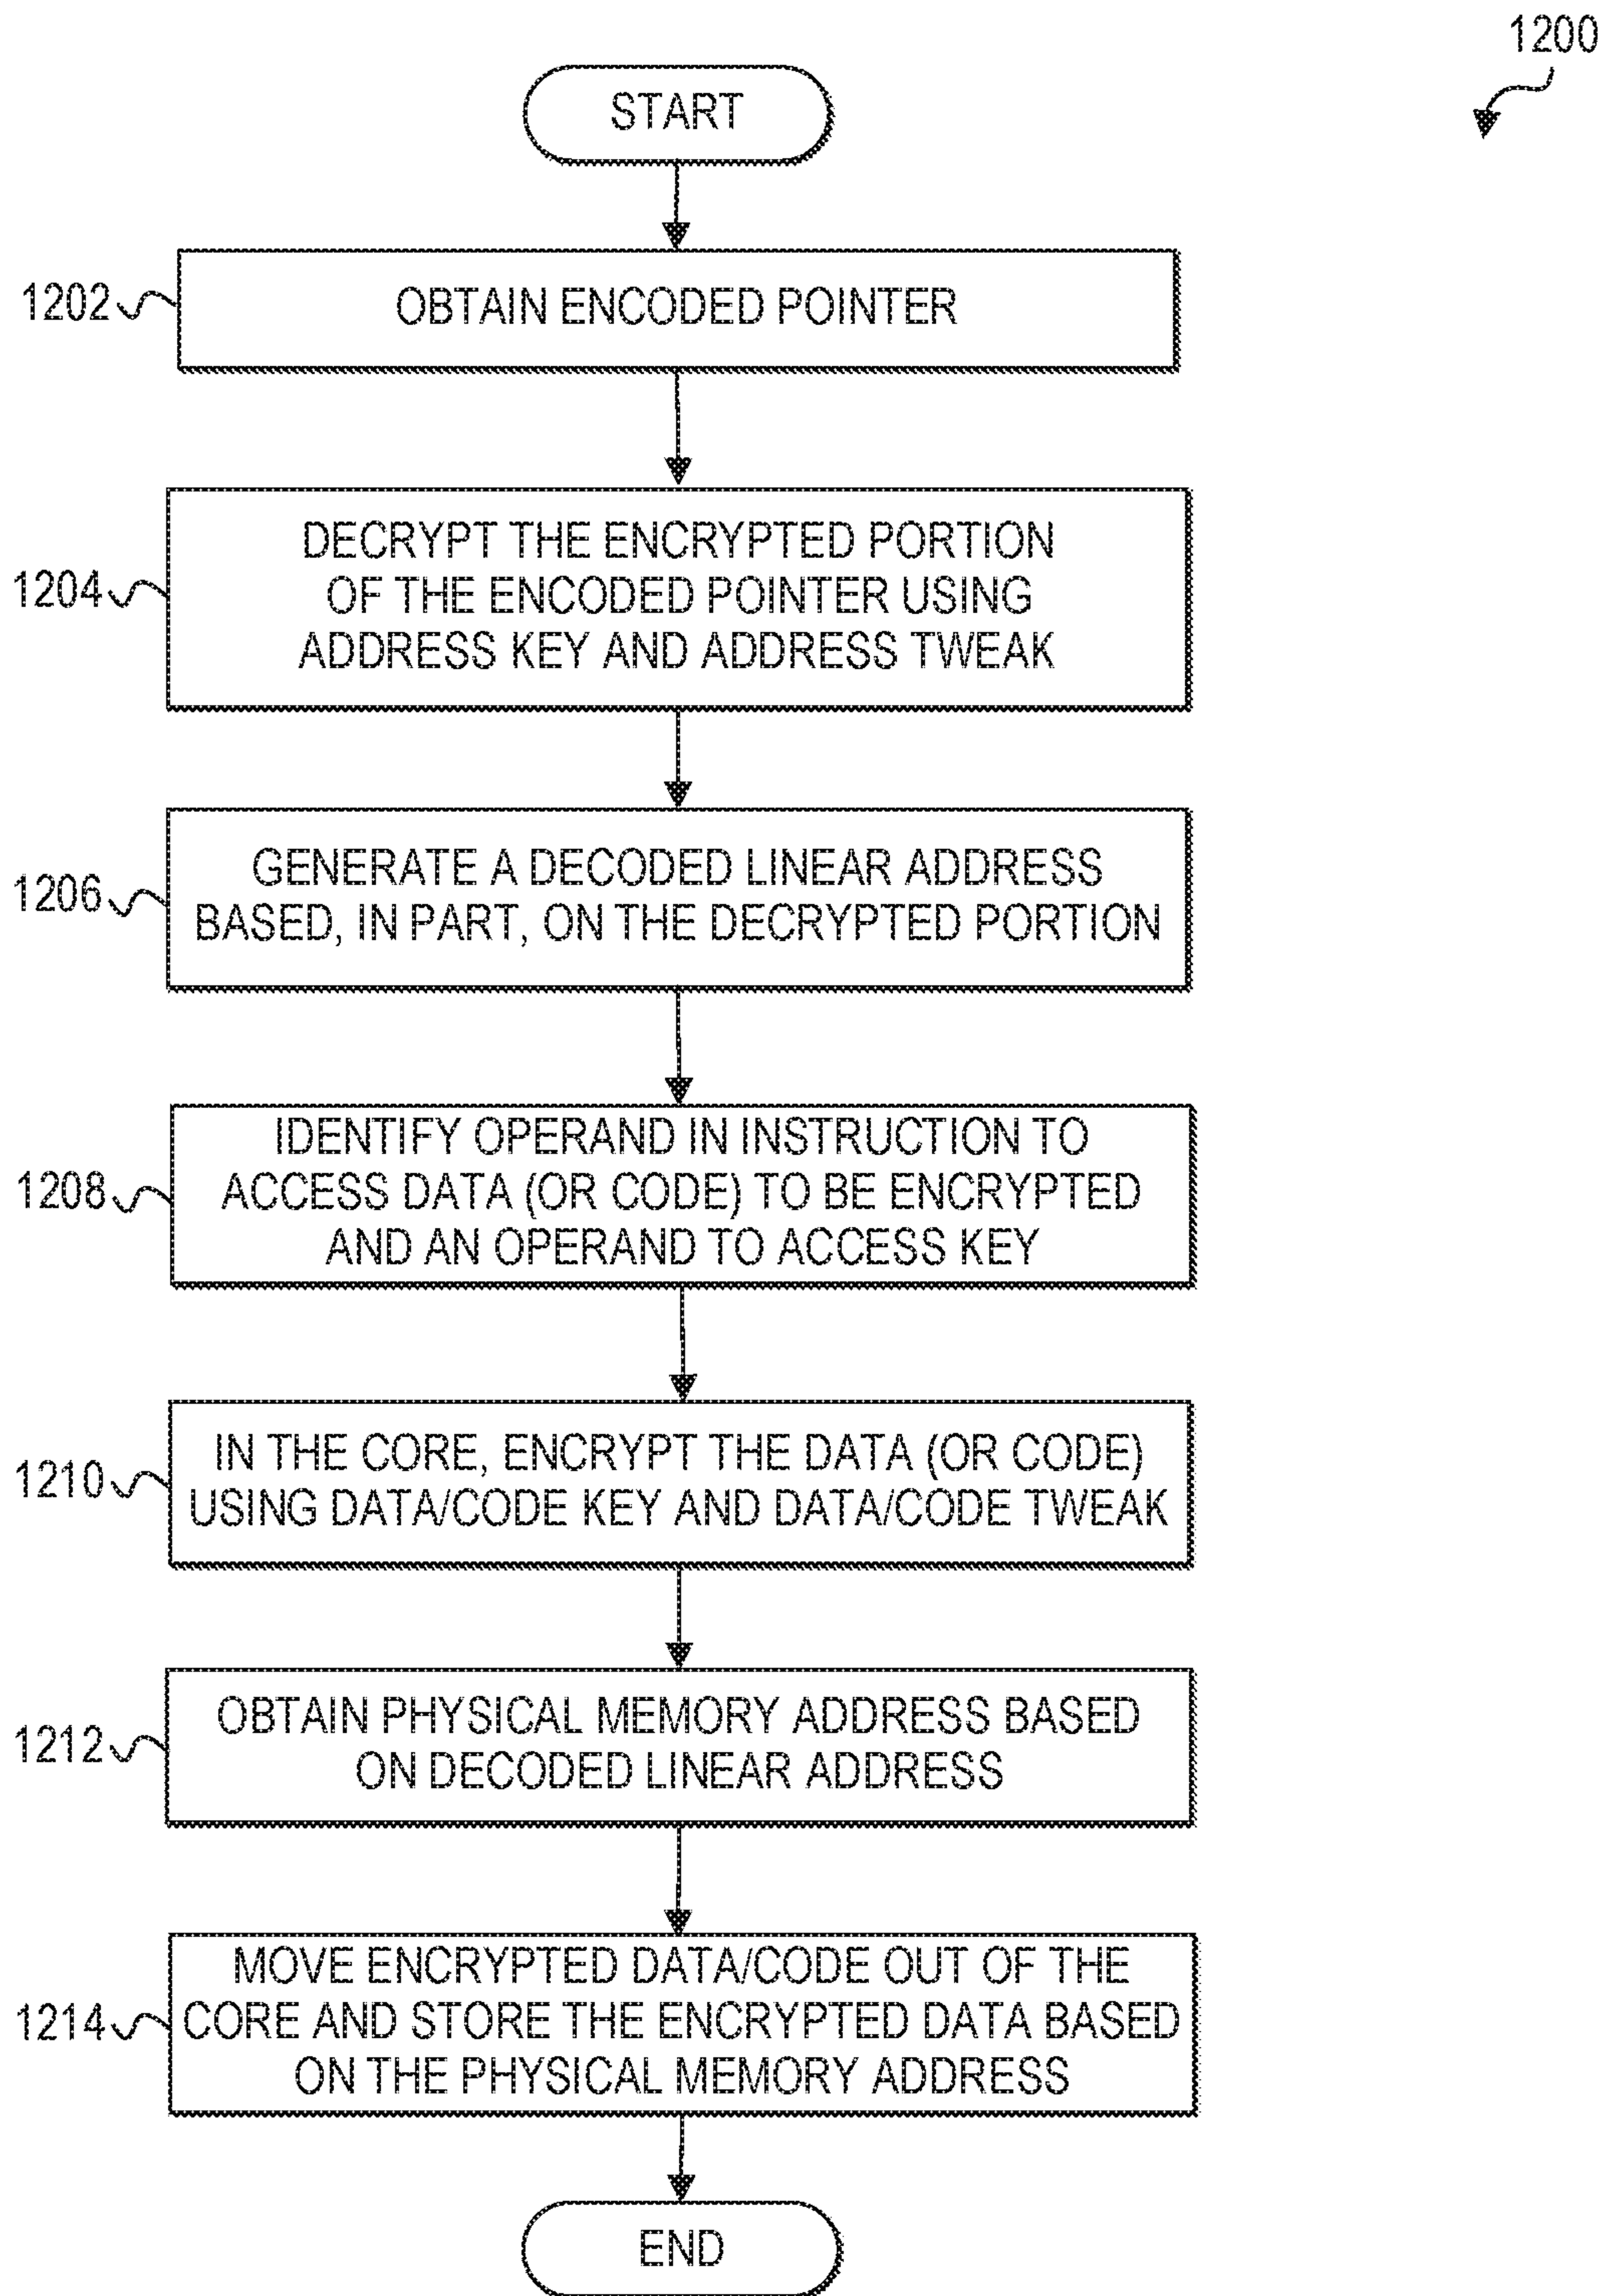 1200
START
1202
OBTAIN ENCODED POINTER
1204
DECRYPT THE ENCRYPTED PORTION
OF THE ENCODED POINTER USING
ADDRESS KEY AND ADDRESS TWEAK
1206
GENERATE A DECODED LINEAR ADDRESS
BASED, IN PART, ON THE DECRYPTED PORTION
1208
IDENTIFY OPERAND IN INSTRUCTION TO
ACCESS DATA (OR CODE) TO BE ENCRYPTED
AND AN OPERAND TO ACCESS KEY
1210
IN THE CORE, ENCRYPT THE DATA (OR CODE)
USING DATA/CODE KEY AND DATA/CODE TWEAK
1212
OBTAIN PHYSICAL MEMORY ADDRESS BASED
ON DECODED LINEAR ADDRESS
1214
MOVE ENCRYPTED DATA/CODE OUT OF THE
CORE AND STORE THE ENCRYPTED DATA BASED
ON THE PHYSICAL MEMORY ADDRESS
END